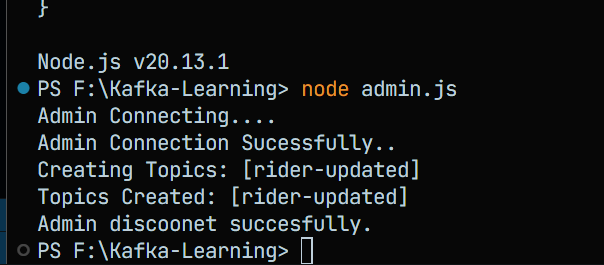 }
Node.js v20.13.1
PS F:\Kafka-Learning> node admin.js
Admin Connecting....
Admin Connection Sucessfully..
Creating Topics: [rider-updated]
Topics Created: [rider-updated]
Admin discoonet succesfully.
PS F:\Kafka-Learning>